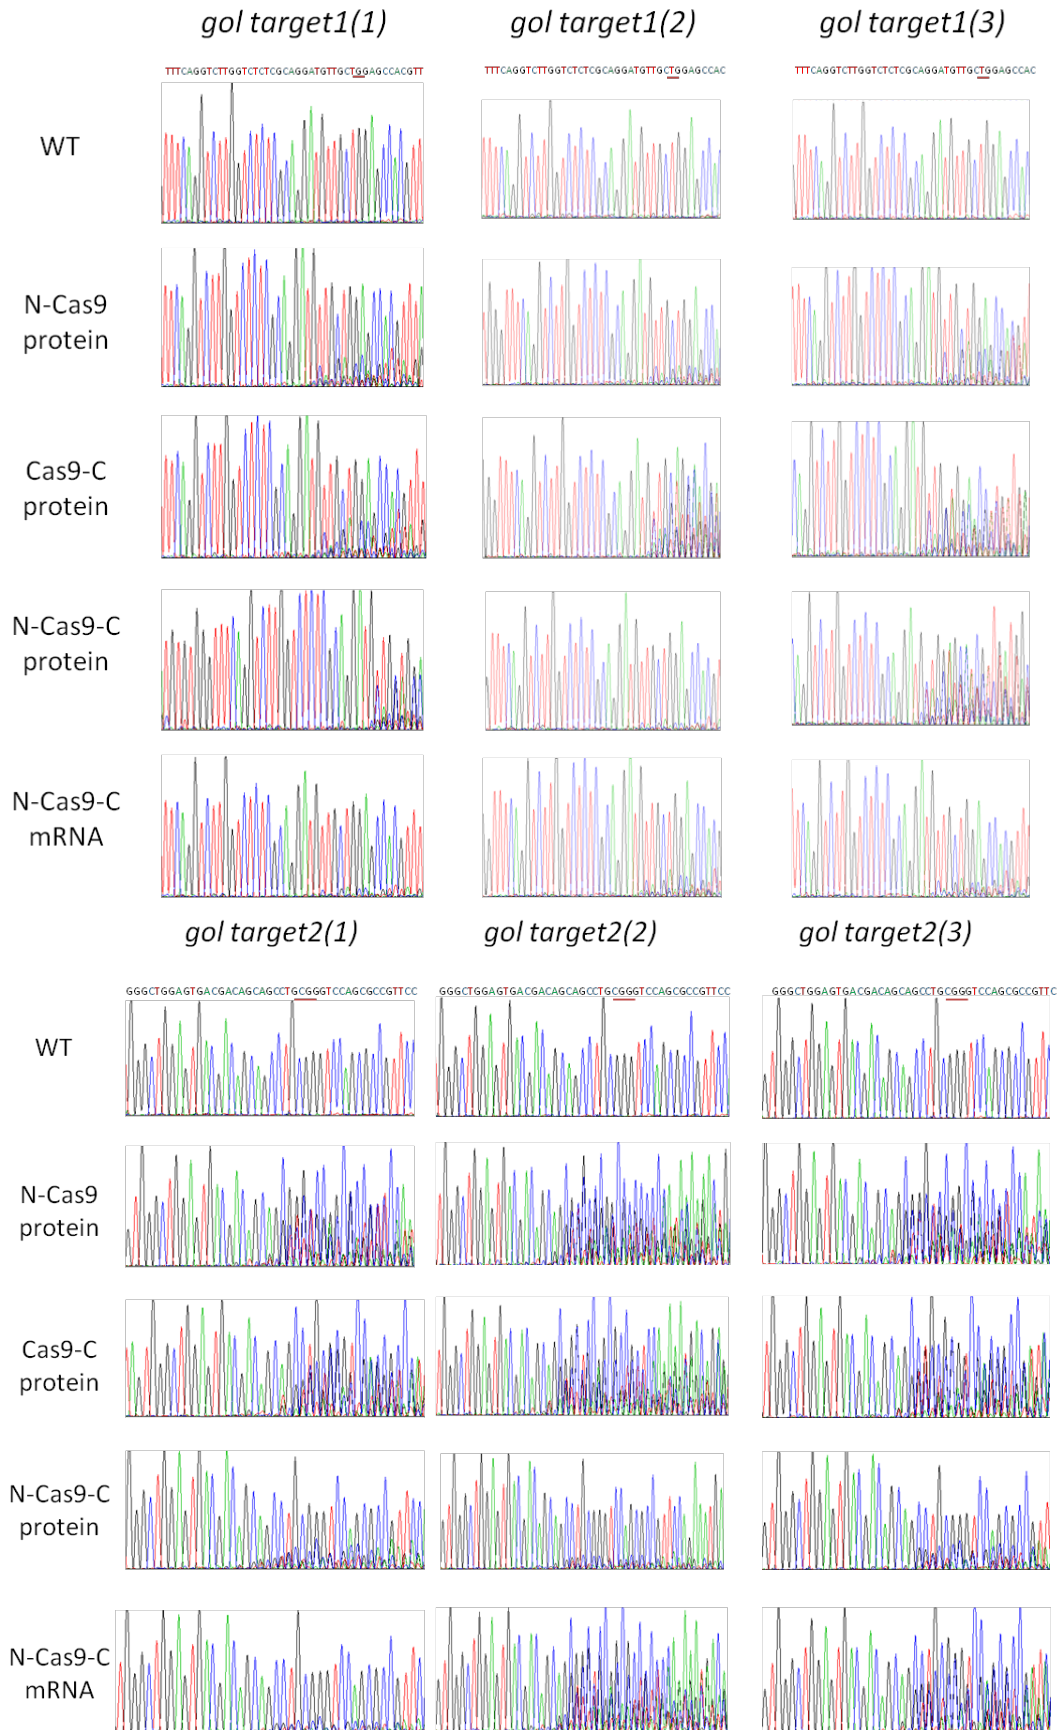 gol target1(1) gol target1(2) gol target1(3)
TTTCAGGTCTTGGTCTCTCGCAGGATGTTGCTGGAGCCACGTT TTTCAGGTCTTGGTCTCTCGCAGGATGTTGCTGGAGCCAC TTTCAGGTCTTGGTCTCTCGCAGGATGTTGCTGGAGCCAC
WT
N-Cas9
protein
Cas9-C
protein
N-Cas9-C
protein
N-Cas9-C
mRNA
gol target2(1) gol target2(2) gol target2(3)
GGGCTGGAGTGACGACAGCAGCCTGCGGGTCCAGCGCCGTTCC GGGCTGGAGTGACGACAGCAGCCTGCGGGTCCAGCGCCGTTCC GGGCTGGAGTGACGACAGCAGCCTGCGGGTCCAGCGCCGTTC
WT
N-Cas9
protein
Cas9-C
protein
N-Cas9-C
protein
N-Cas9-C
mRNA